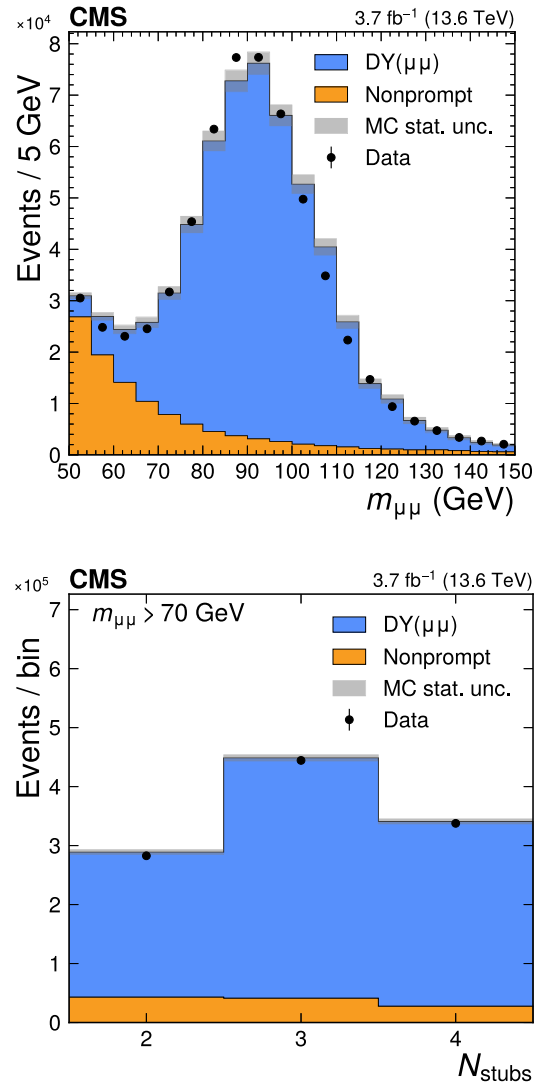 CMS 3.7 fb⁻¹ (13.6 TeV)
×10⁴
Events / 5 GeV
8
7
6
5
4
3
2
1
0
DY(μμ)
Nonprompt
MC stat. unc.
Data
50 60 70 80 90 100 110 120 130 140 150
m_μμ (GeV)
CMS 3.7 fb⁻¹ (13.6 TeV)
×10⁵
Events / bin
7
6
5
4
3
2
1
0
m_μμ > 70 GeV
DY(μμ)
Nonprompt
MC stat. unc.
Data
2 3 4
N_stubs